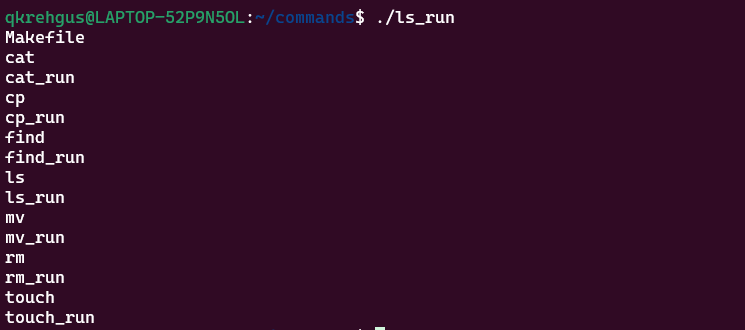 qkrehgus@LAPTOP-52P9N5OL:~/commands$ ./ls_run
Makefile
cat
cat_run
cp
cp_run
find
find_run
ls
ls_run
mv
mv_run
rm
rm_run
touch
touch_run